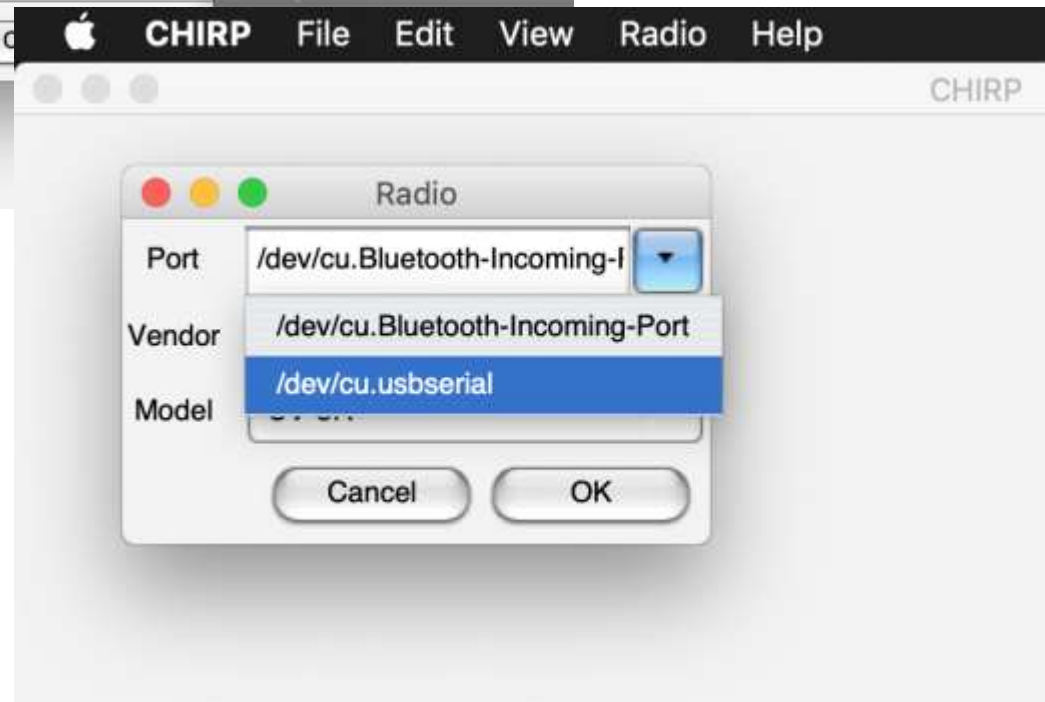 CHIRP File Edit View Radio Help
CHIRP
Radio
Port /dev/cu.Bluetooth-Incoming-
/dev/cu.Bluetooth-Incoming-Port
Vendor
/dev/cu.usbserial
Model
Cancel OK